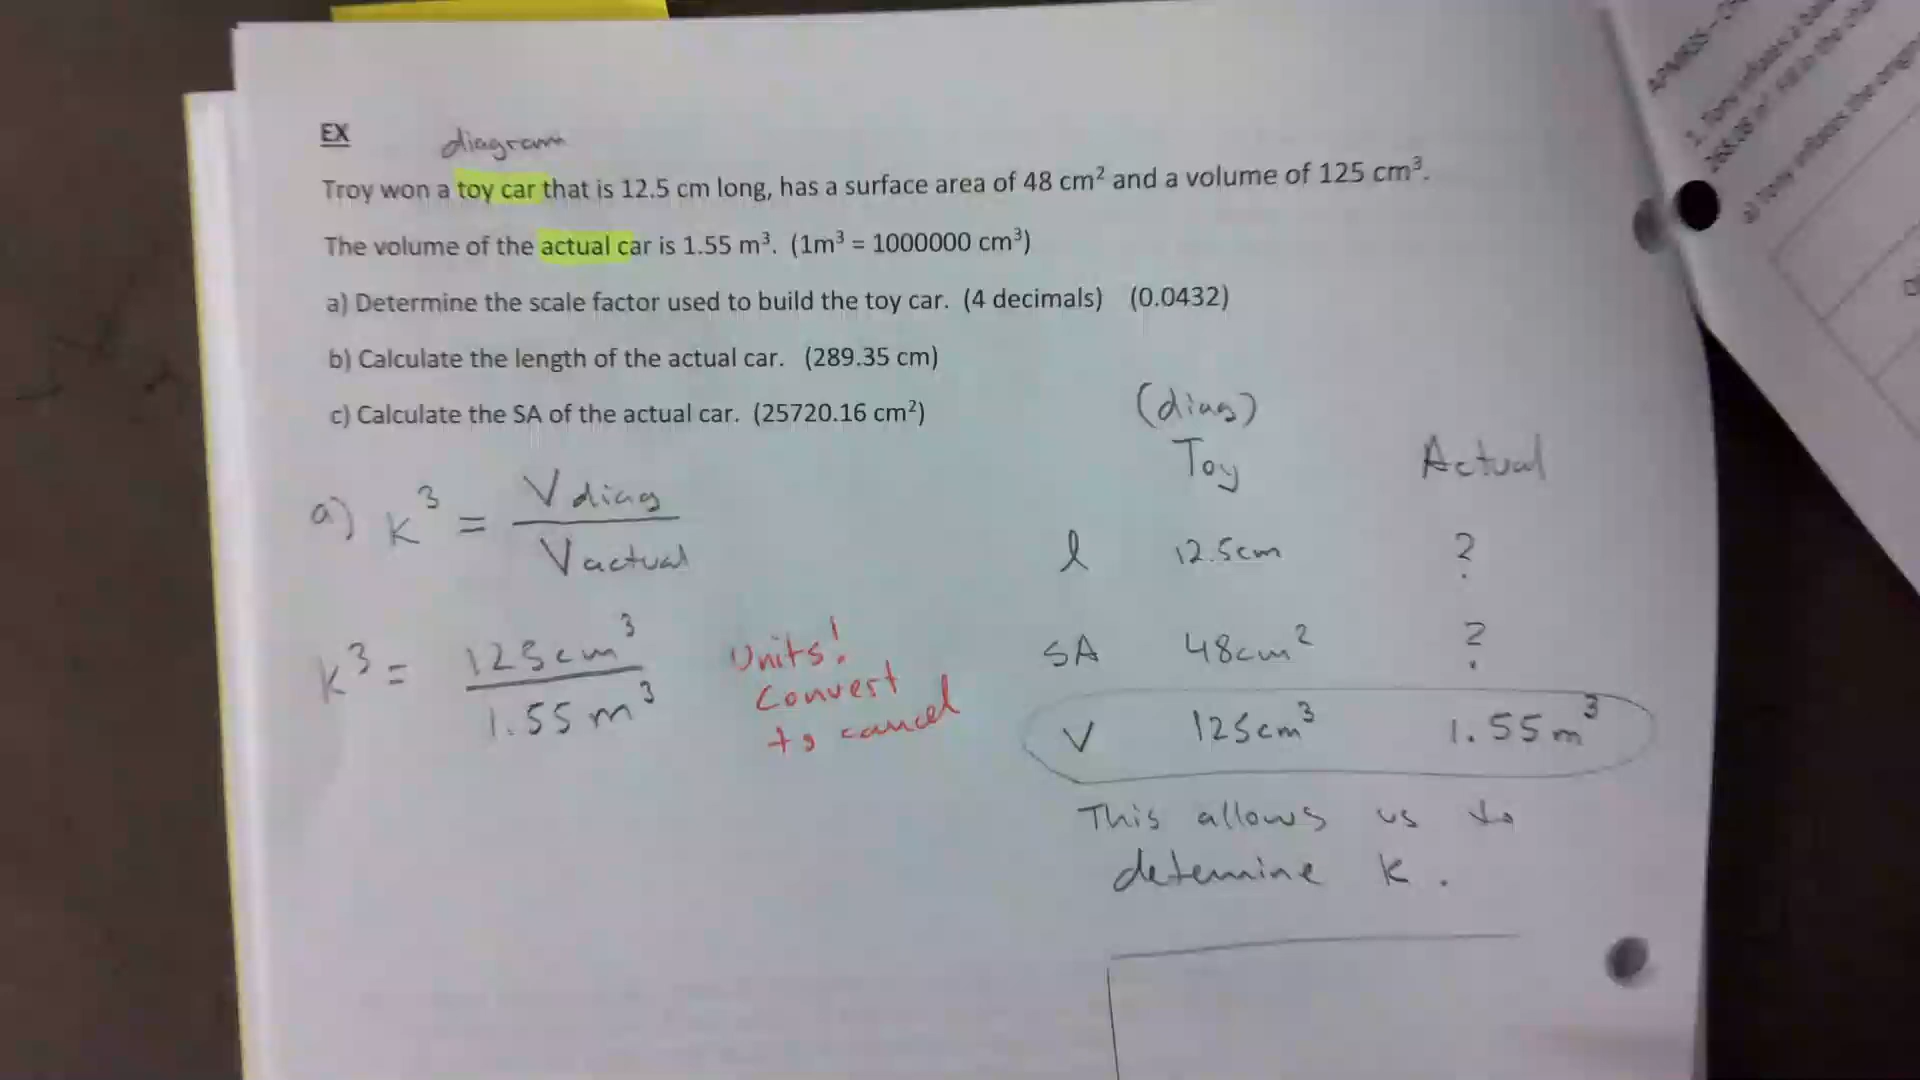 EX
diagram
Troy won a toy car that is 12.5 cm long, has a surface area of 48 cm² and a volume of 125 cm³.
The volume of the actual car is 1.55 m³. (1m³ = 1000000 cm³)
a) Determine the scale factor used to build the toy car. (4 decimals) (0.0432)
b) Calculate the length of the actual car. (289.35 cm)
c) Calculate the SA of the actual car. (25720.16 cm²)
(diag)
Toy Actual
a) K³ = V diag / V actual
l 12.5cm ?
K³ = 125cm³ / 1.55m³
Units!
Convert
to cancel
SA 48cm² ?
V 125cm³ 1.55m³
This allows us to
determine K.